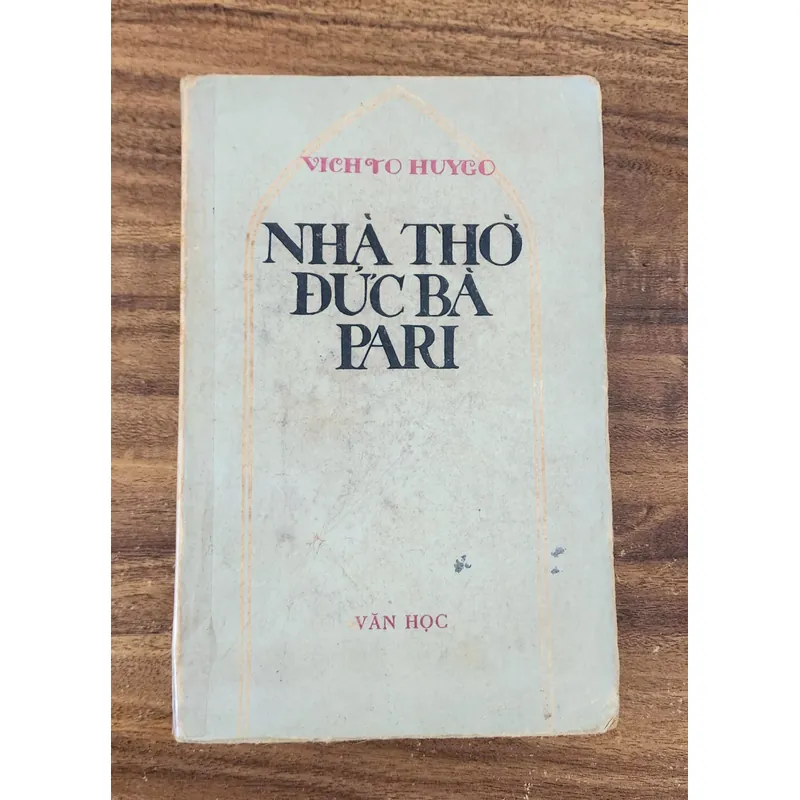 VICHTO HUYGO
NHÀ THỜ
ĐỨC BÀ
PARI
VĂN HỌC